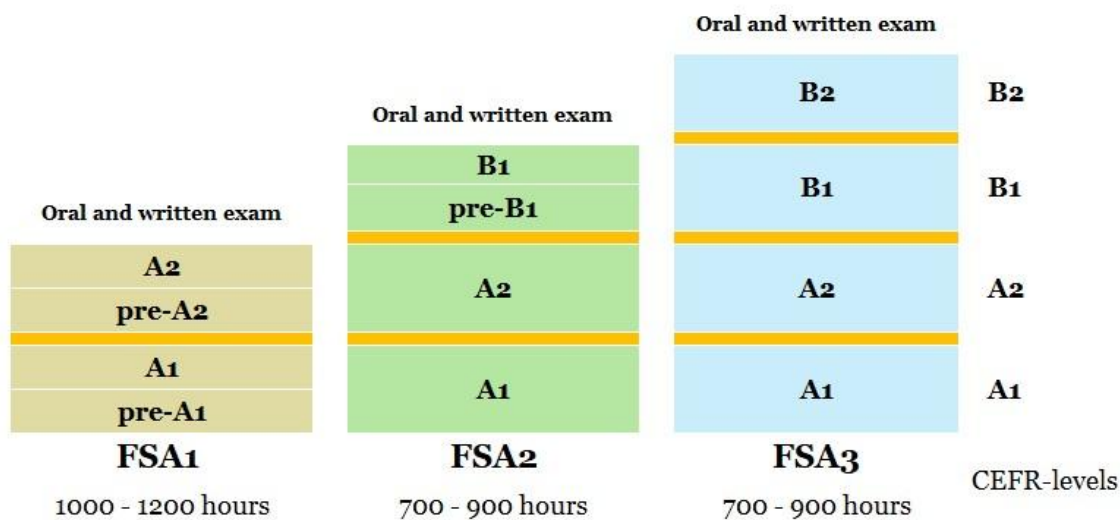 Oral and written exam
B2
B2
Oral and written exam
B1
B1
B1
pre-B1
Oral and written exam
A2
A2
A2
A2
pre-A2
A1
A1
A1
A1
pre-A1
FSA1
FSA2
FSA3
CEFR-levels
1000 - 1200 hours
700 - 900 hours
700 - 900 hours